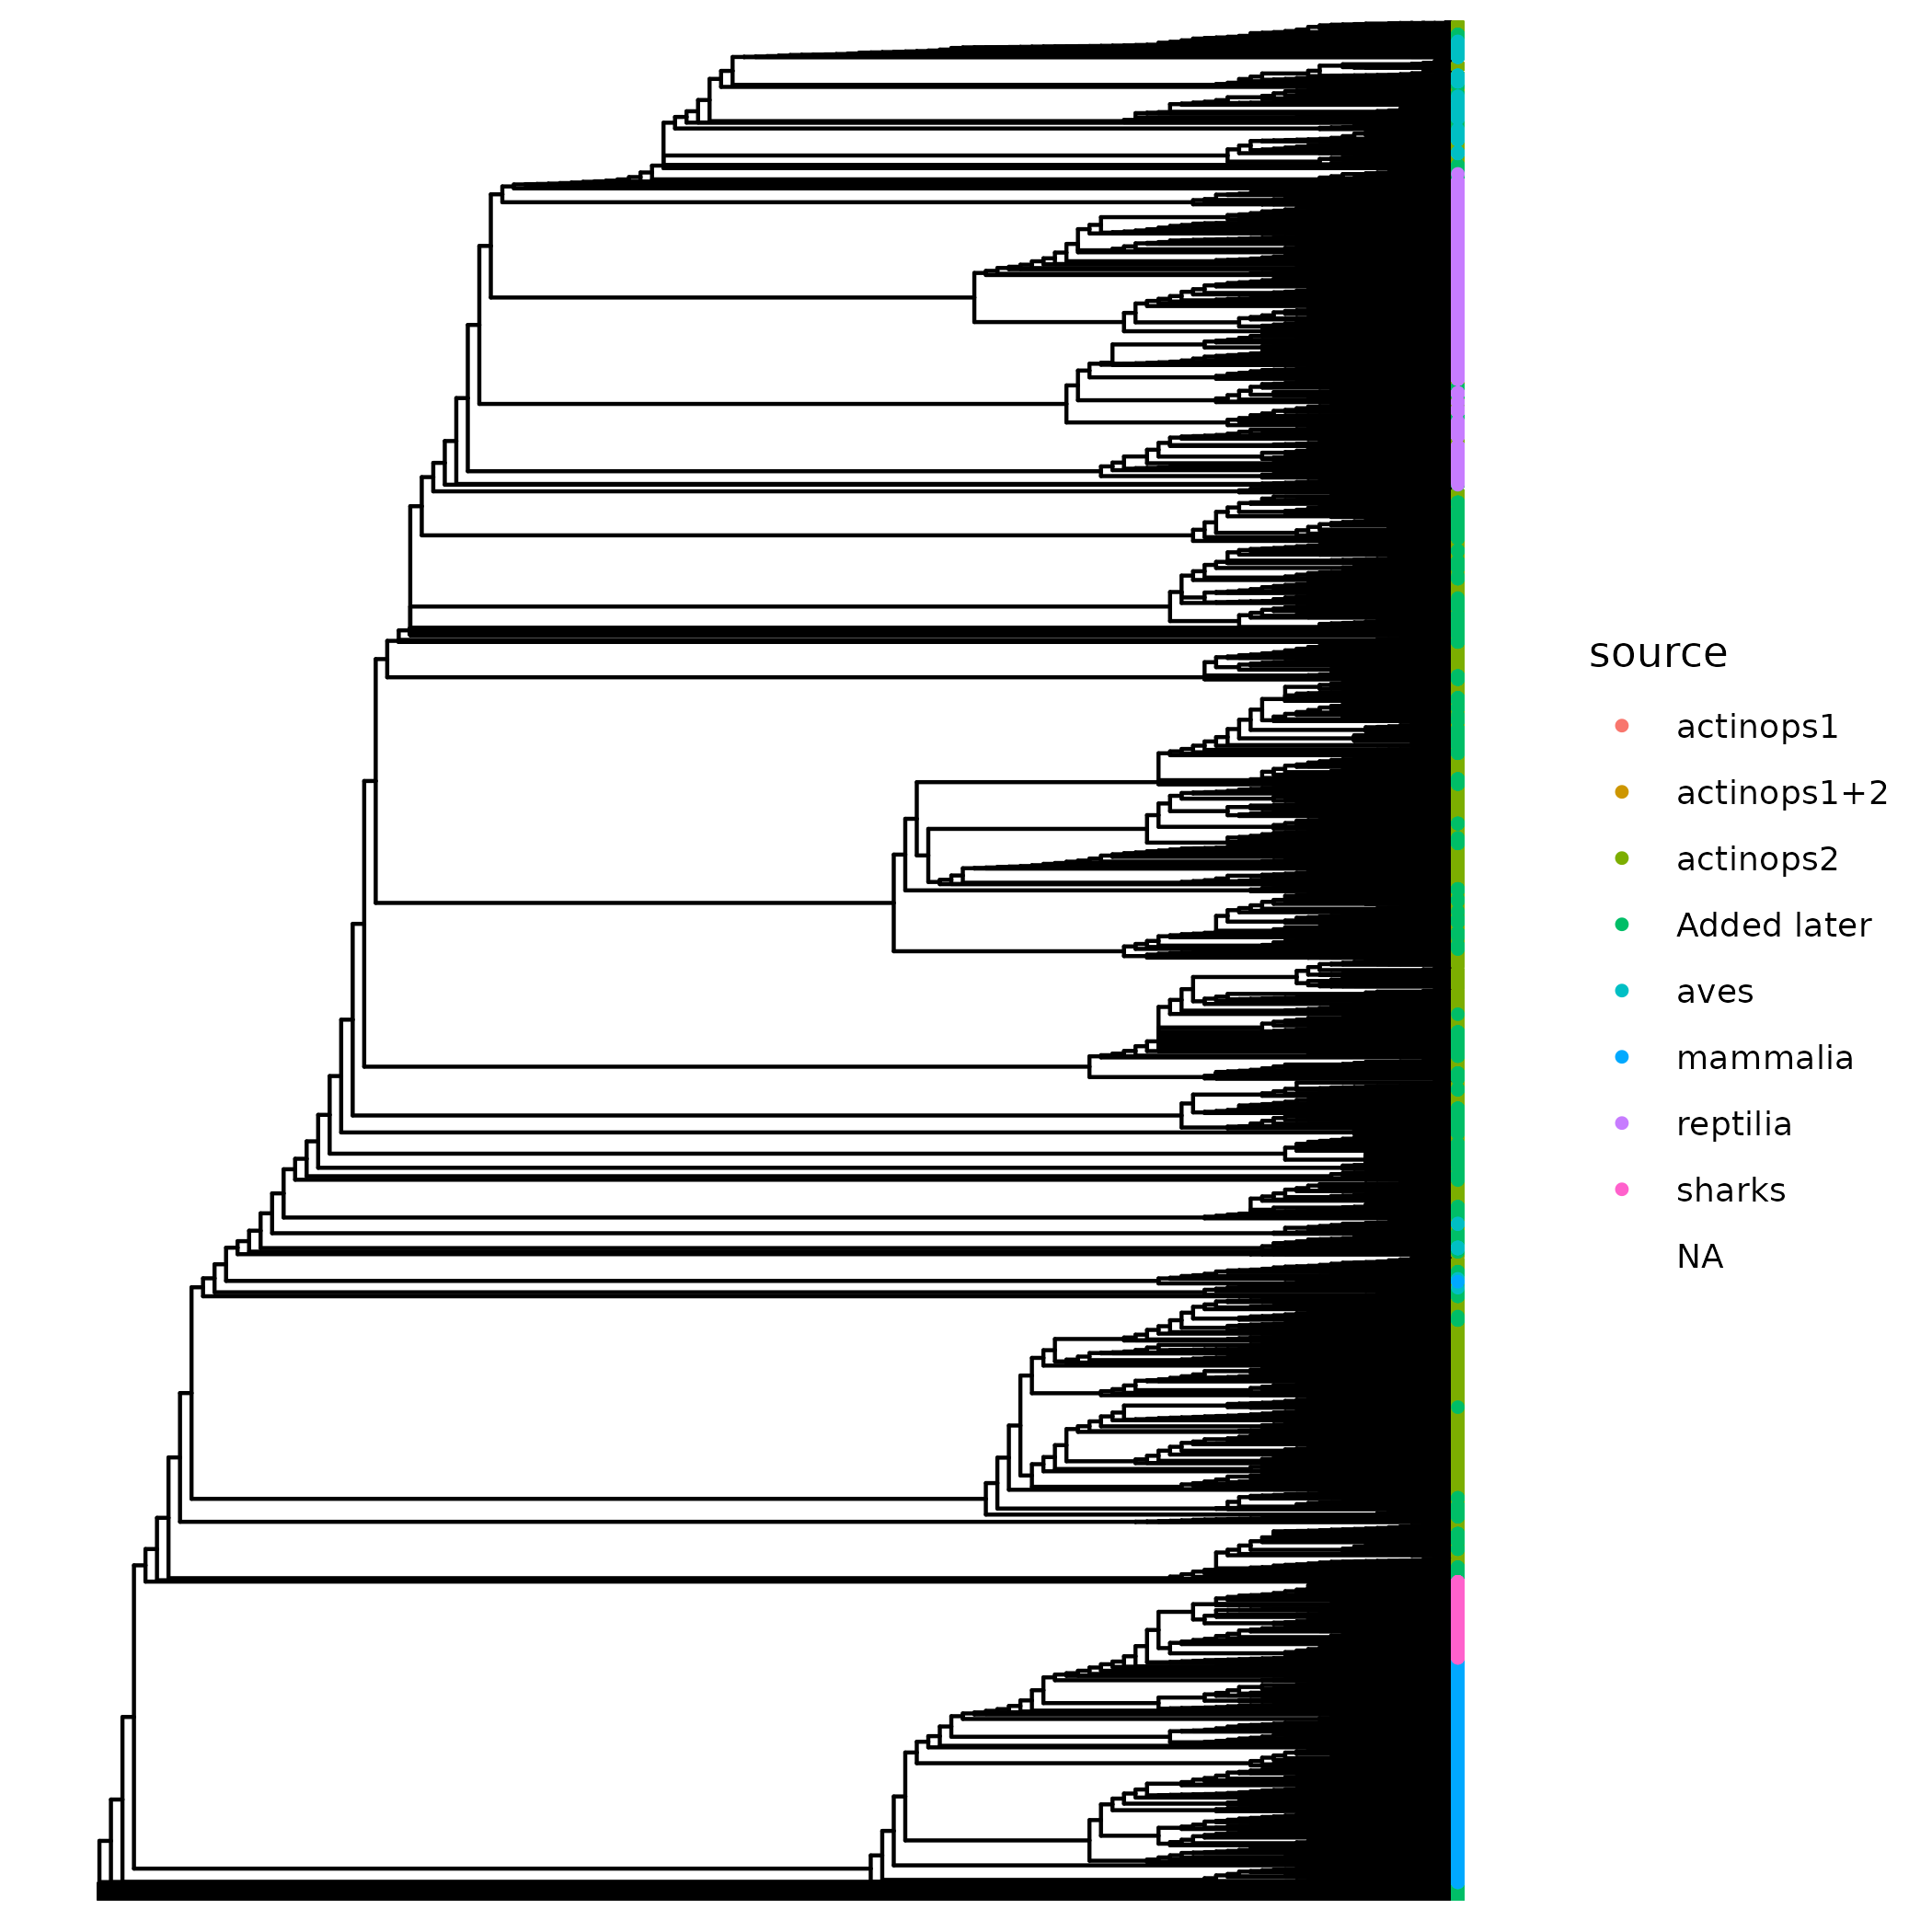 source
actinops1
actinops1+2
actinops2
Added later
aves
mammalia
reptilia
sharks
NA